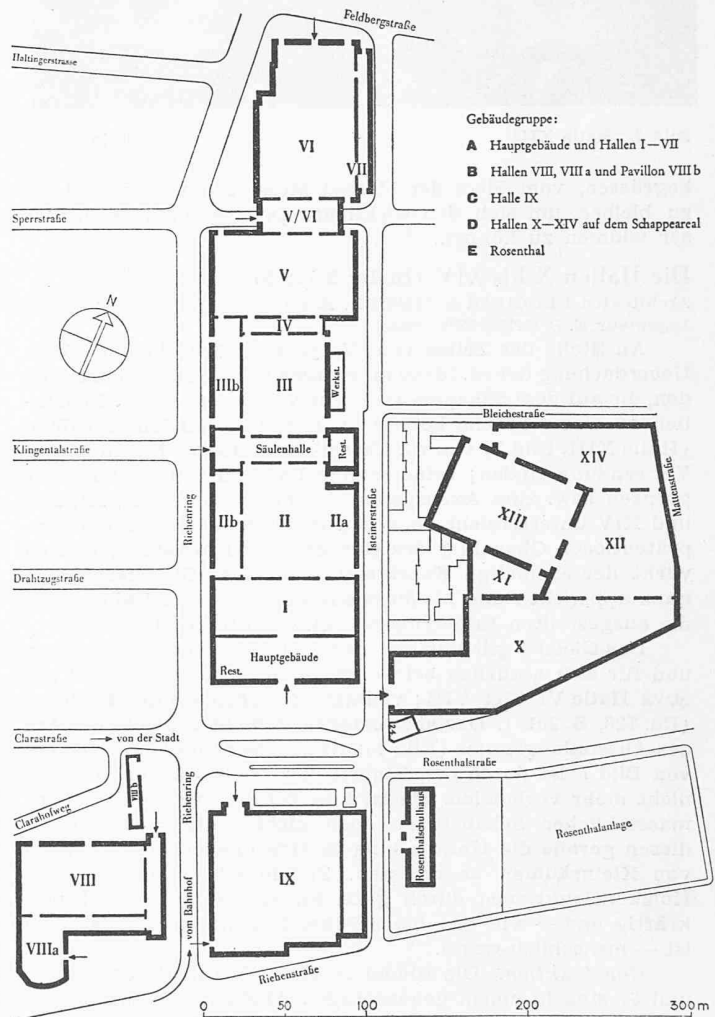 Feldbergstraße
Haltingerstrasse
Gebäudegruppe:
A Hauptgebäude und Hallen I—VII
B Hallen VIII, VIII a und Pavillon VIII b
C Halle IX
D Hallen X—XIV auf dem Schappeareal
E Rosenthal
VI
VII
Sperrstraße
V/VI
V
N
IV
IIIb
III
Werkst.
Bleichestraße
Klingentalstraße
Säulenhalle
Rest.
XIV
Mattenstraße
Riehenring
IIb
II
IIa
Isteinerstraße
XIII
XII
Drahtzugstraße
XI
I
X
Hauptgebäude
Rest.
Clarastraße
von der Stadt
Rosenthalstraße
VIII b
Riehenring
Clarahofweg
Rosenthalschulhaus
Rosenthalanlage
VIII
IX
VIIIa
vom Bahnhof
Riehenstraße
0 50 100 200 300 m